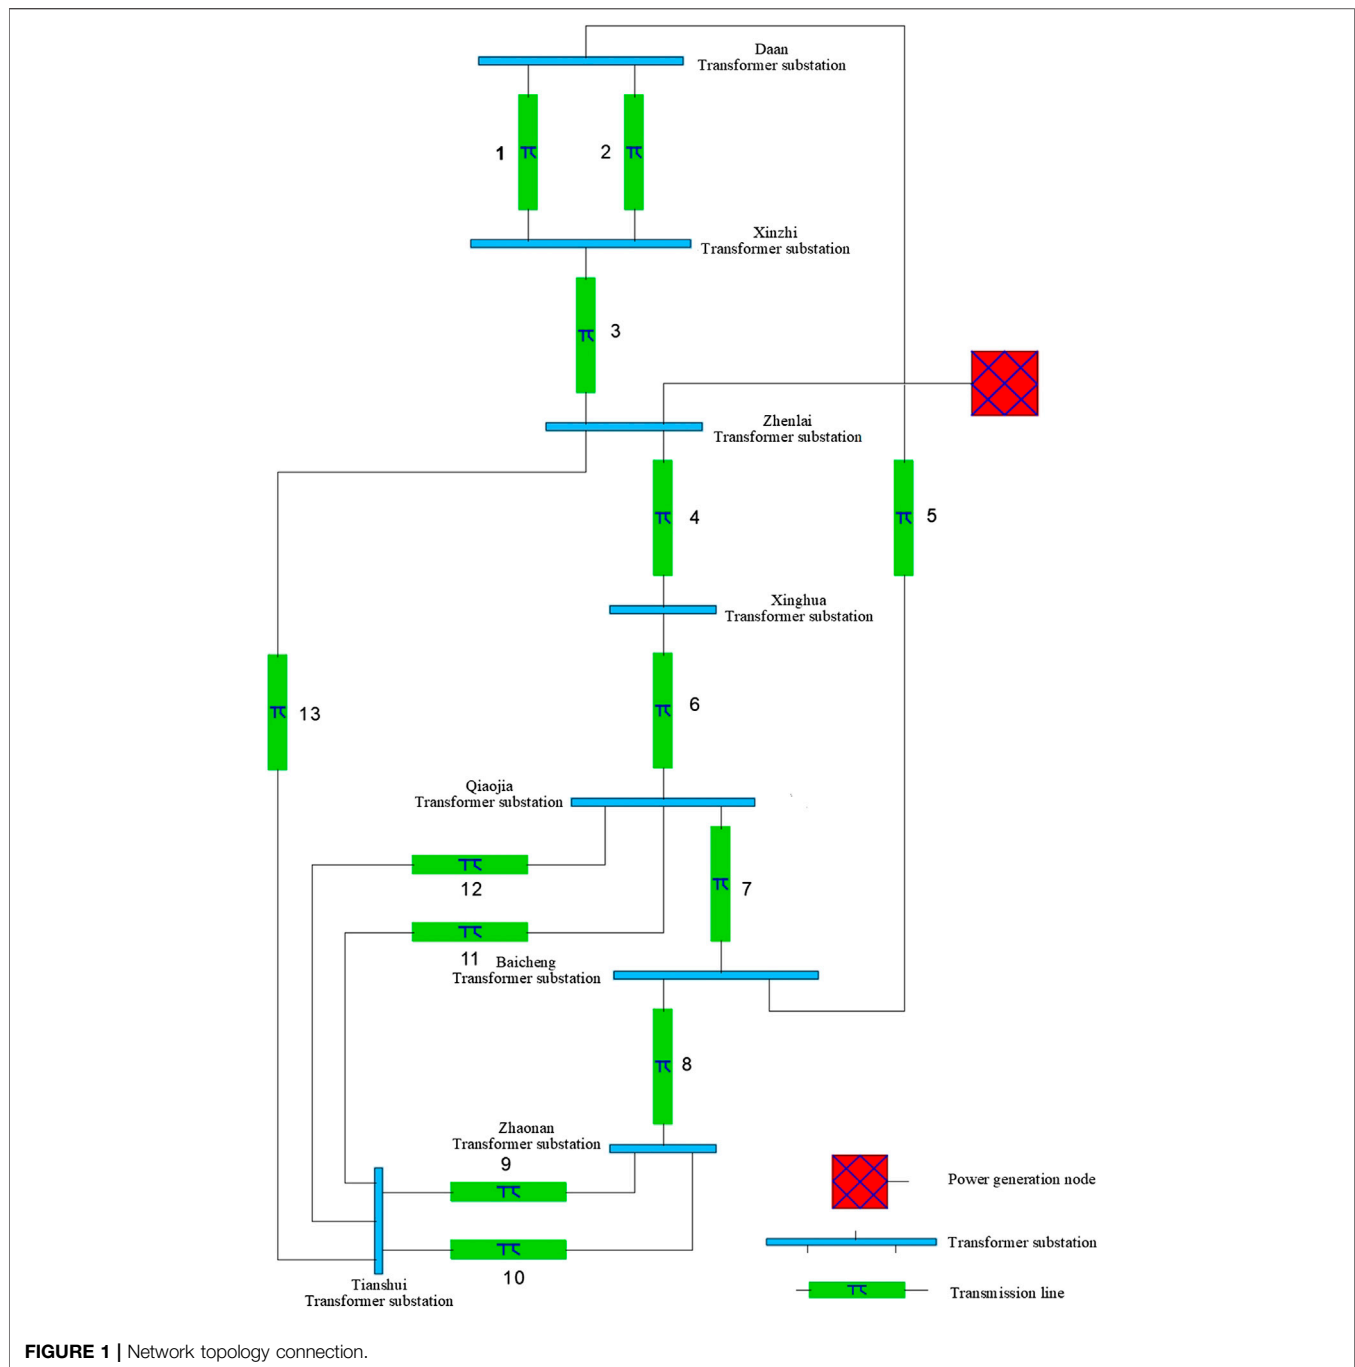 Daan
Transformer substation
1
2
Xinzhi
Transformer substation
3
Zhenlai
Transformer substation
4
5
Xinghua
Transformer substation
6
13
Qiaojia
Transformer substation
12
7
11
Baicheng
Transformer substation
8
Zhaonan
Transformer substation
9
10
Tianshui
Transformer substation
Power generation node
Transformer substation
Transmission line
FIGURE 1 | Network topology connection.